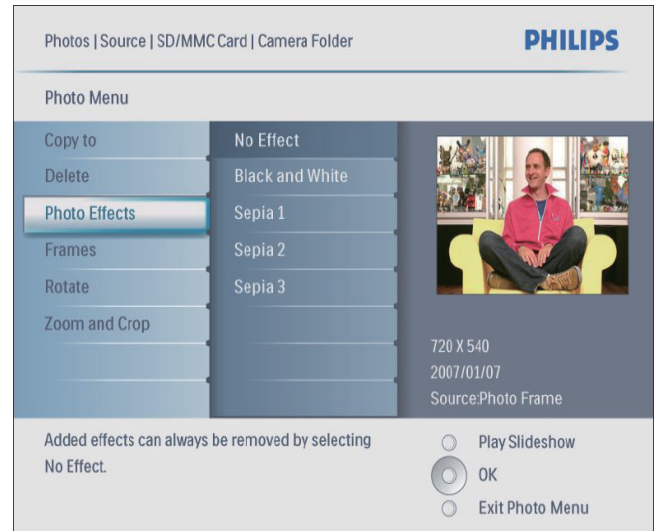 Photos | Source | SD/MMC Card | Camera Folder
PHILIPS
Photo Menu
Copy to
Delete
Photo Effects
Frames
Rotate
Zoom and Crop
No Effect
Black and White
Sepia 1
Sepia 2
Sepia 3
720 X 540
2007/01/07
Source:Photo Frame
Added effects can always be removed by selecting
No Effect.
Play Slideshow
OK
Exit Photo Menu